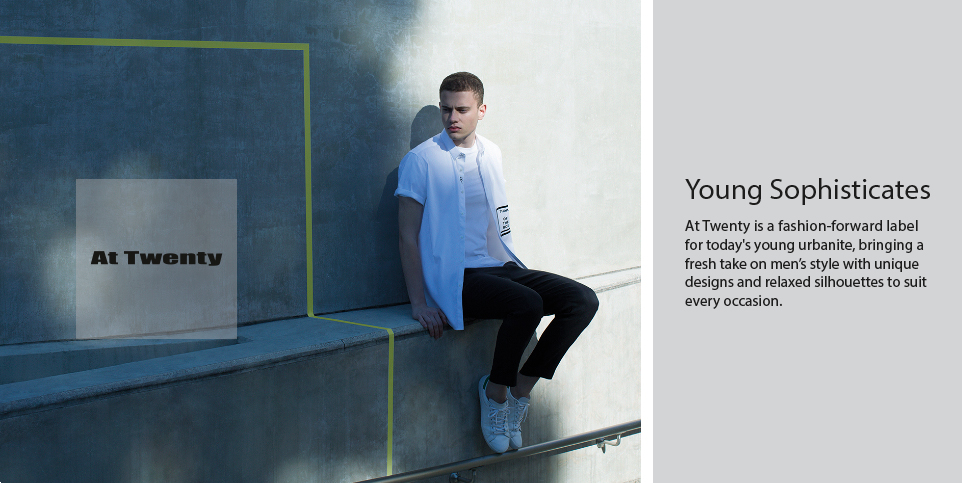 At Twenty
Young Sophisticates
At Twenty is a fashion-forward label
for today's young urbanite, bringing a
fresh take on men’s style with unique
designs and relaxed silhouettes to suit
every occasion.